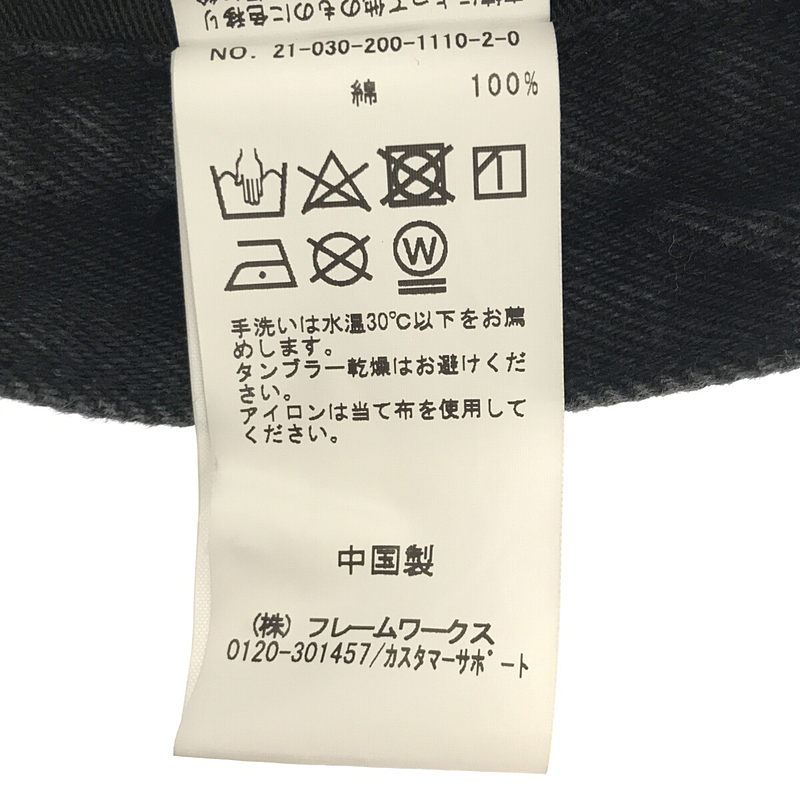 NO. 21-030-200-1110-2-0
綿 100%
W
手洗いは水温30℃以下をお薦
めします。
タンブラー乾燥はお避けくだ
さい。
アイロンは当て布を使用して
ください。
中国製
(株) フレームワークス
0120-301457/カスタマーサポート